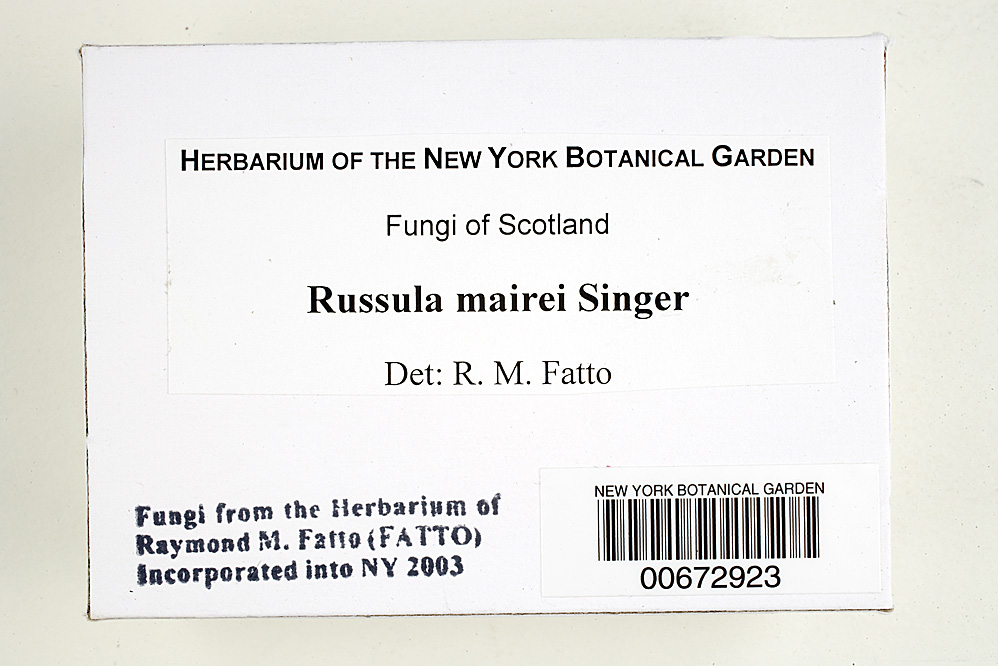 HERBARIUM OF THE NEW YORK BOTANICAL GARDEN
Fungi of Scotland
Russula mairei Singer
Det: R. M. Fatto
Fungi from the Herbarium of
Raymond M. Fatto (FATTO)
Incorporated into NY 2003
NEW YORK BOTANICAL GARDEN
00672923